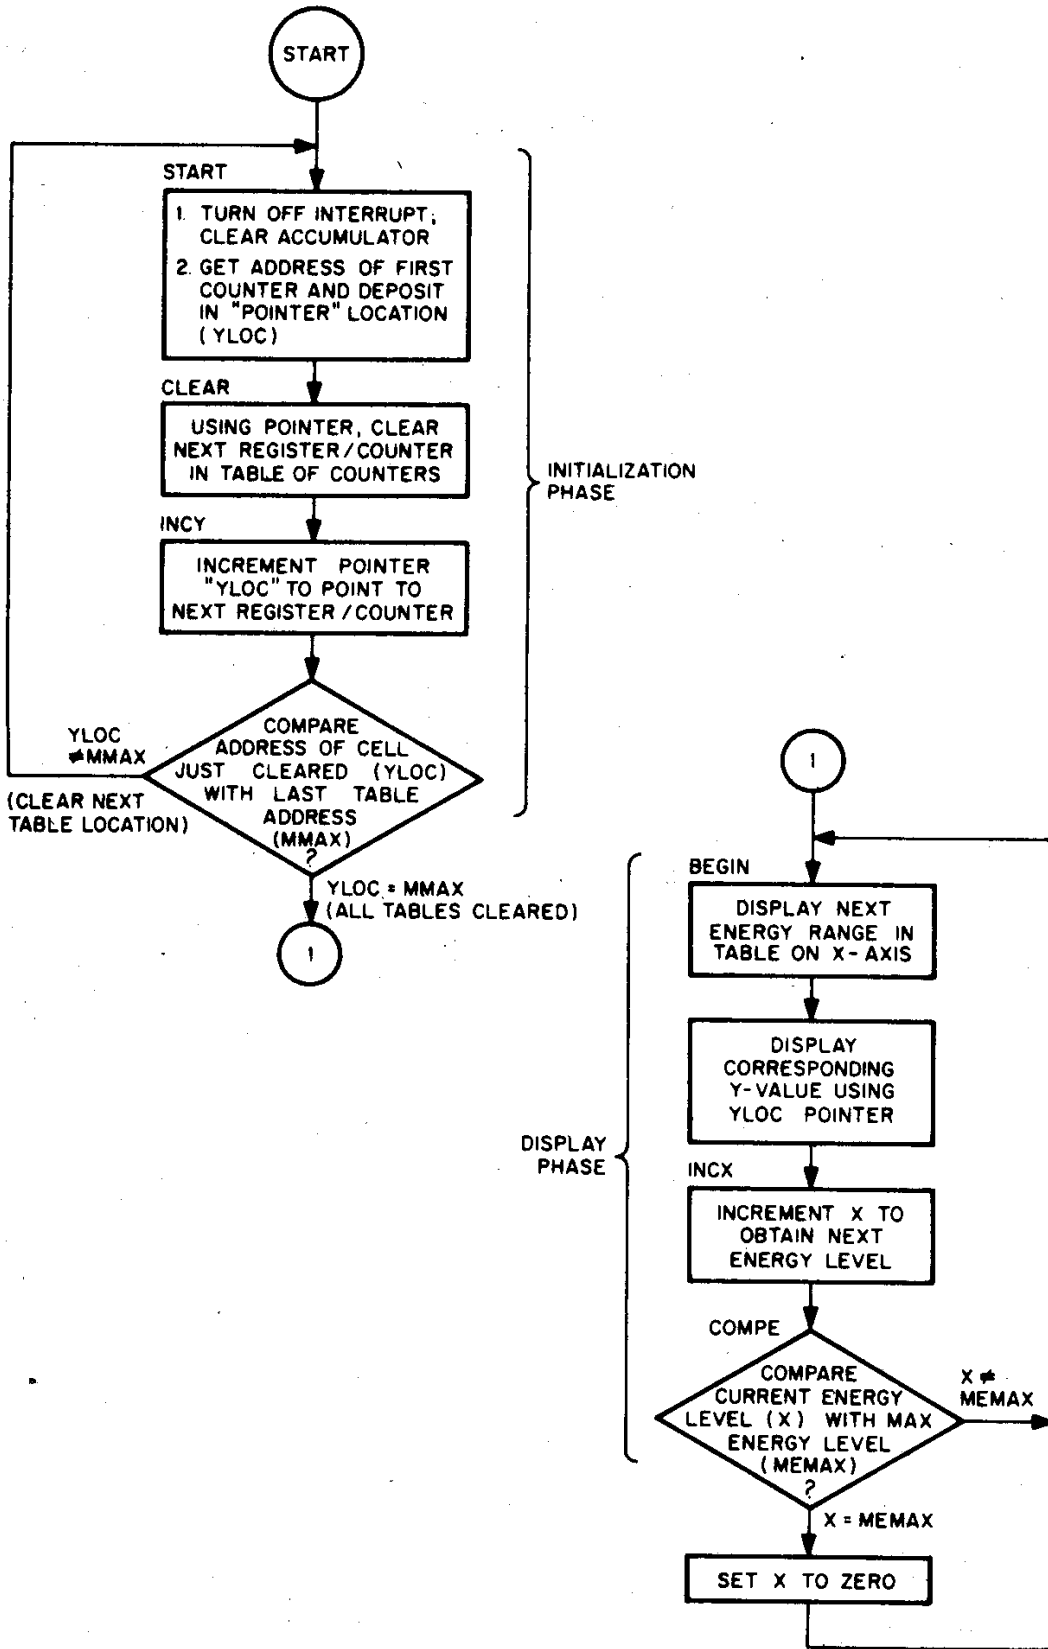 START
START
1. TURN OFF INTERRUPT;
CLEAR ACCUMULATOR
2. GET ADDRESS OF FIRST
COUNTER AND DEPOSIT
IN "POINTER" LOCATION
(YLOC)
CLEAR
USING POINTER, CLEAR
NEXT REGISTER/COUNTER
IN TABLE OF COUNTERS
INCY
INCREMENT POINTER
"YLOC" TO POINT TO
NEXT REGISTER/COUNTER
INITIALIZATION
PHASE
COMPARE
ADDRESS OF CELL
JUST CLEARED (YLOC)
WITH LAST TABLE
ADDRESS
(MMAX)
?
YLOC
≠MMAX
(CLEAR NEXT
TABLE LOCATION)
YLOC = MMAX
(ALL TABLES CLEARED)
1
1
BEGIN
DISPLAY NEXT
ENERGY RANGE IN
TABLE ON X-AXIS
DISPLAY
CORRESPONDING
Y-VALUE USING
YLOC POINTER
DISPLAY
PHASE
INCX
INCREMENT X TO
OBTAIN NEXT
ENERGY LEVEL
COMPE
COMPARE
CURRENT ENERGY
LEVEL (X) WITH MAX
ENERGY LEVEL
(MEMAX)
?
X ≠
MEMAX
X = MEMAX
SET X TO ZERO